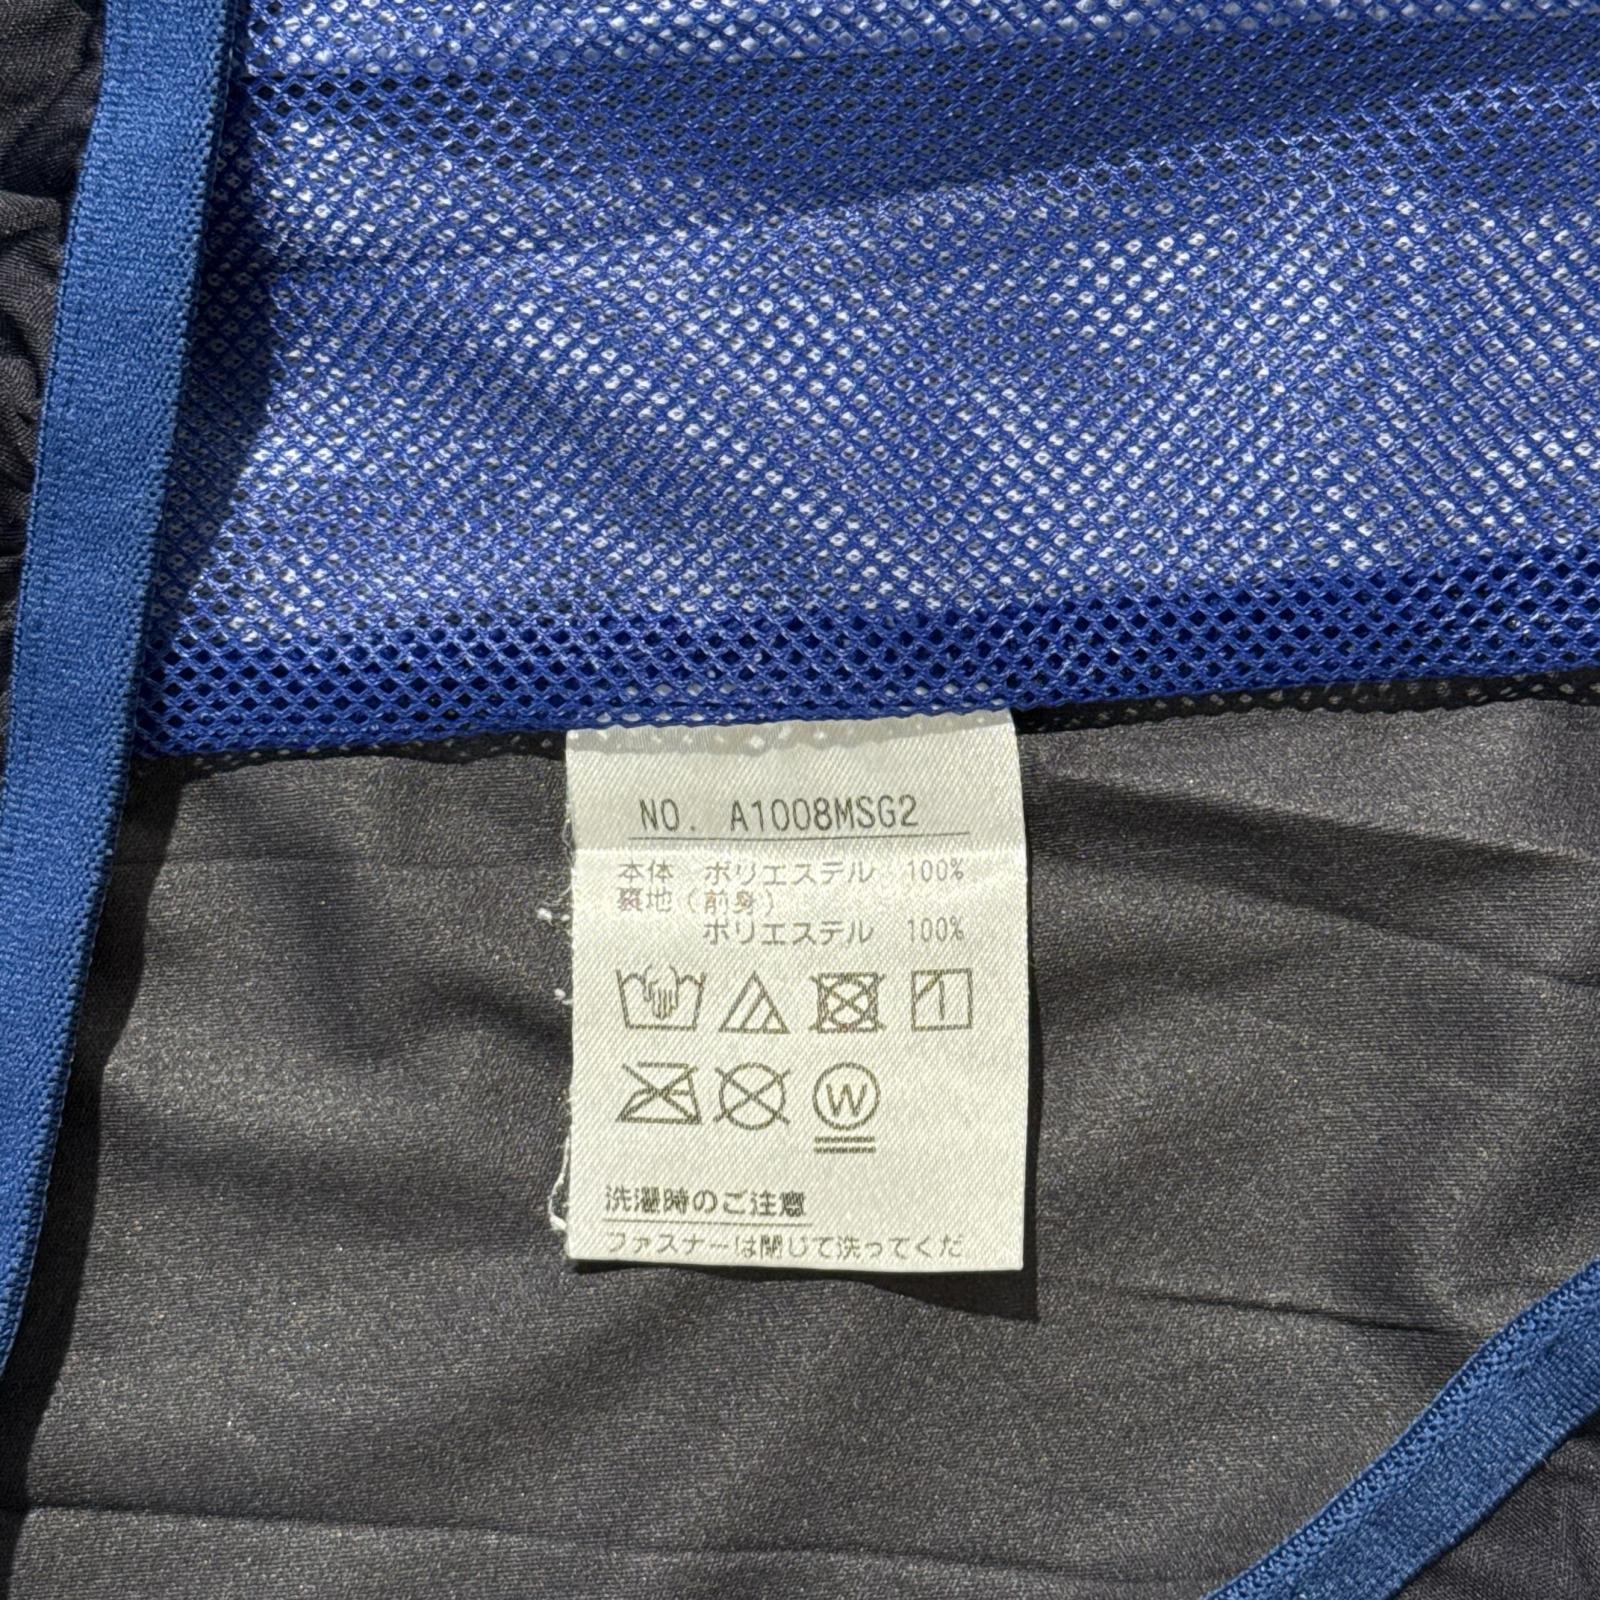 NO. A1008MSG2
本体 ポリエステル 100%
裏地(前身)
ポリエステル 100%
W
洗濯時のご注意
ファスナーは閉じて洗ってくだ